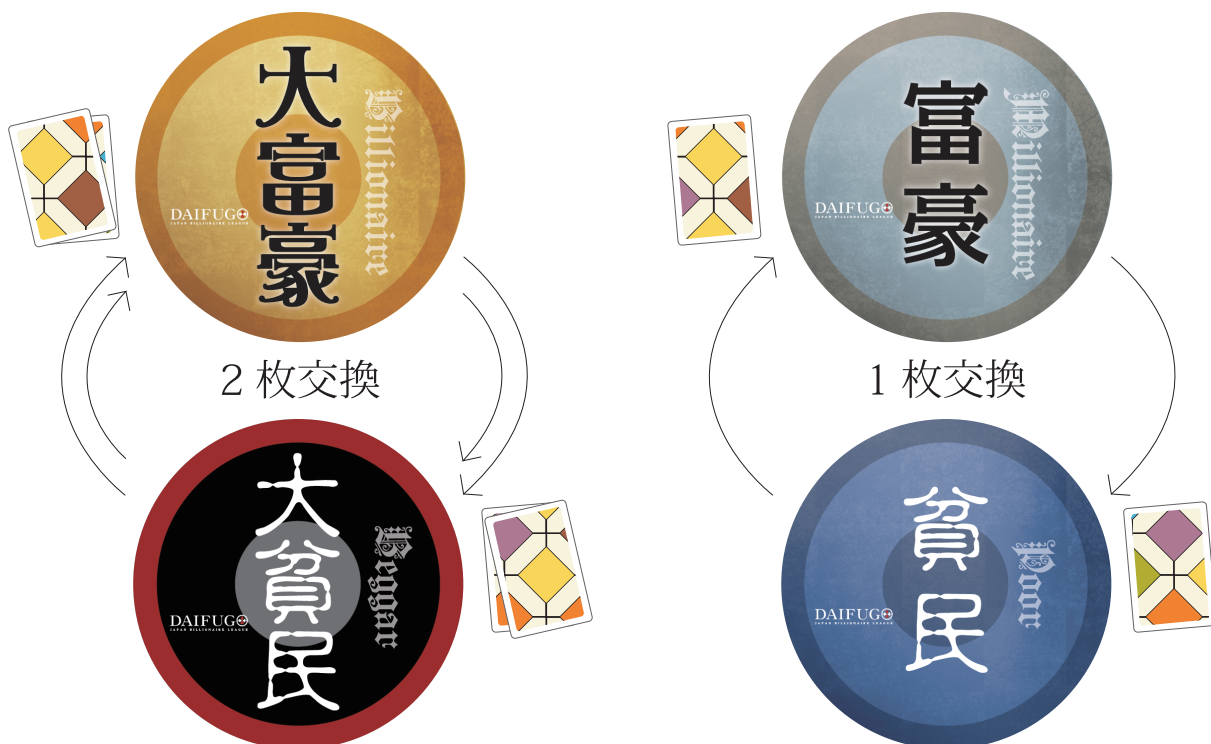 大富豪
Billionaire
DAIFUGO
JAPAN BILLIONAIRE LEAGUE
富豪
Millionaire
DAIFUGO
JAPAN BILLIONAIRE LEAGUE
2 枚交換
1 枚交換
大貧民
Beggar
DAIFUGO
JAPAN BILLIONAIRE LEAGUE
貧民
Poor
DAIFUGO
JAPAN BILLIONAIRE LEAGUE